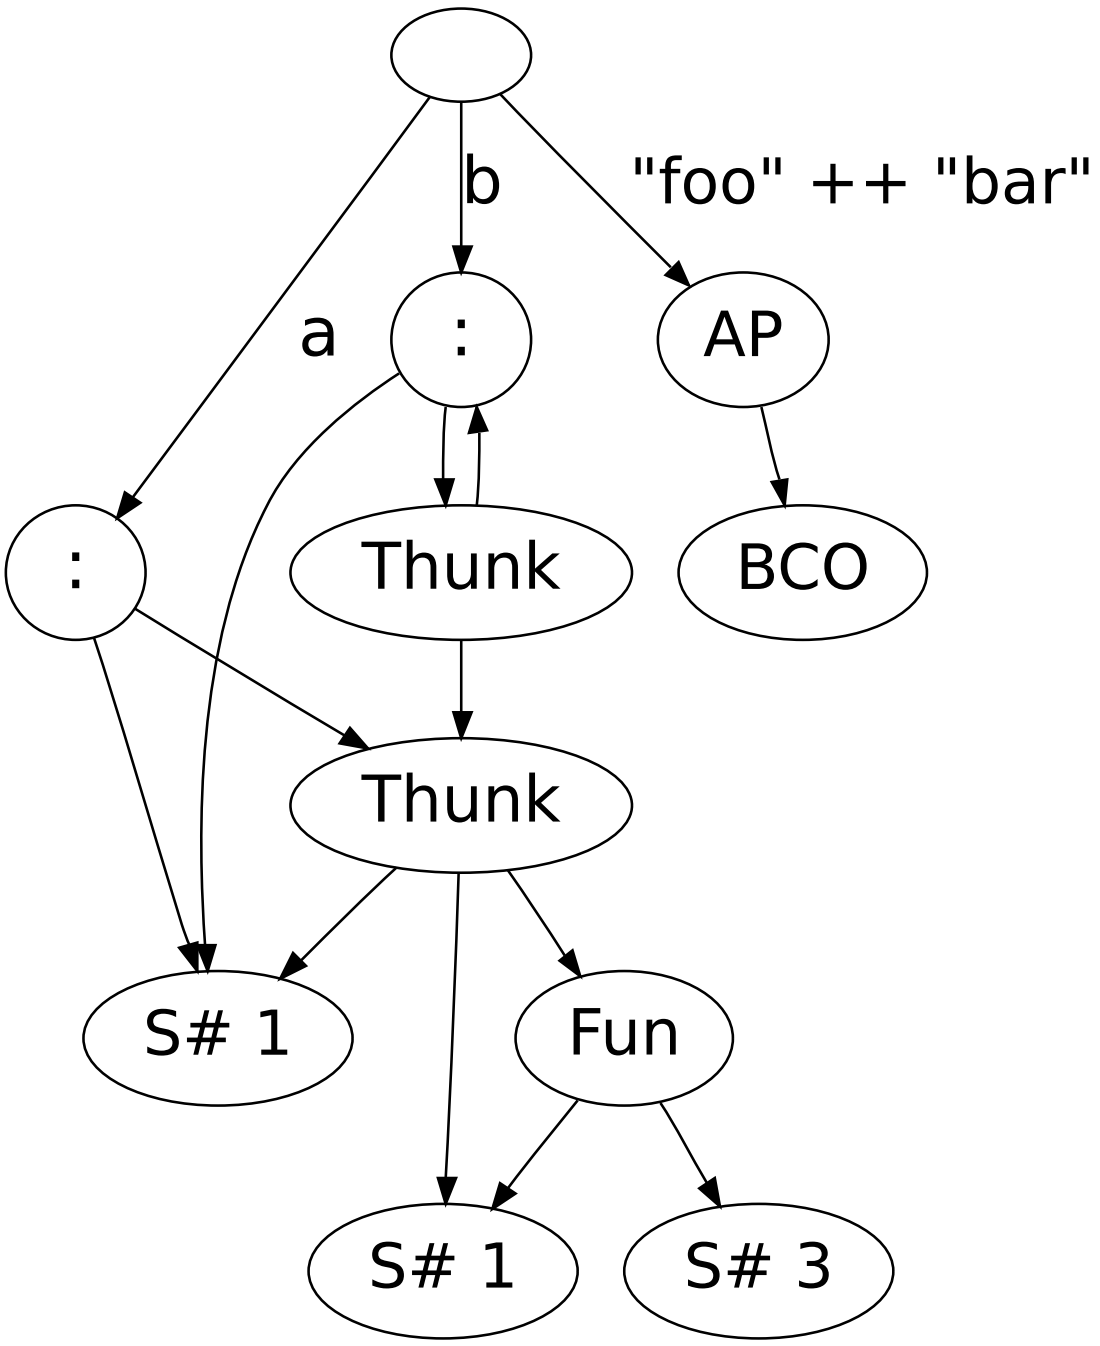 b
"foo" ++ "bar"
a
:
AP
:
Thunk
BCO
Thunk
S# 1
Fun
S# 1
S# 3